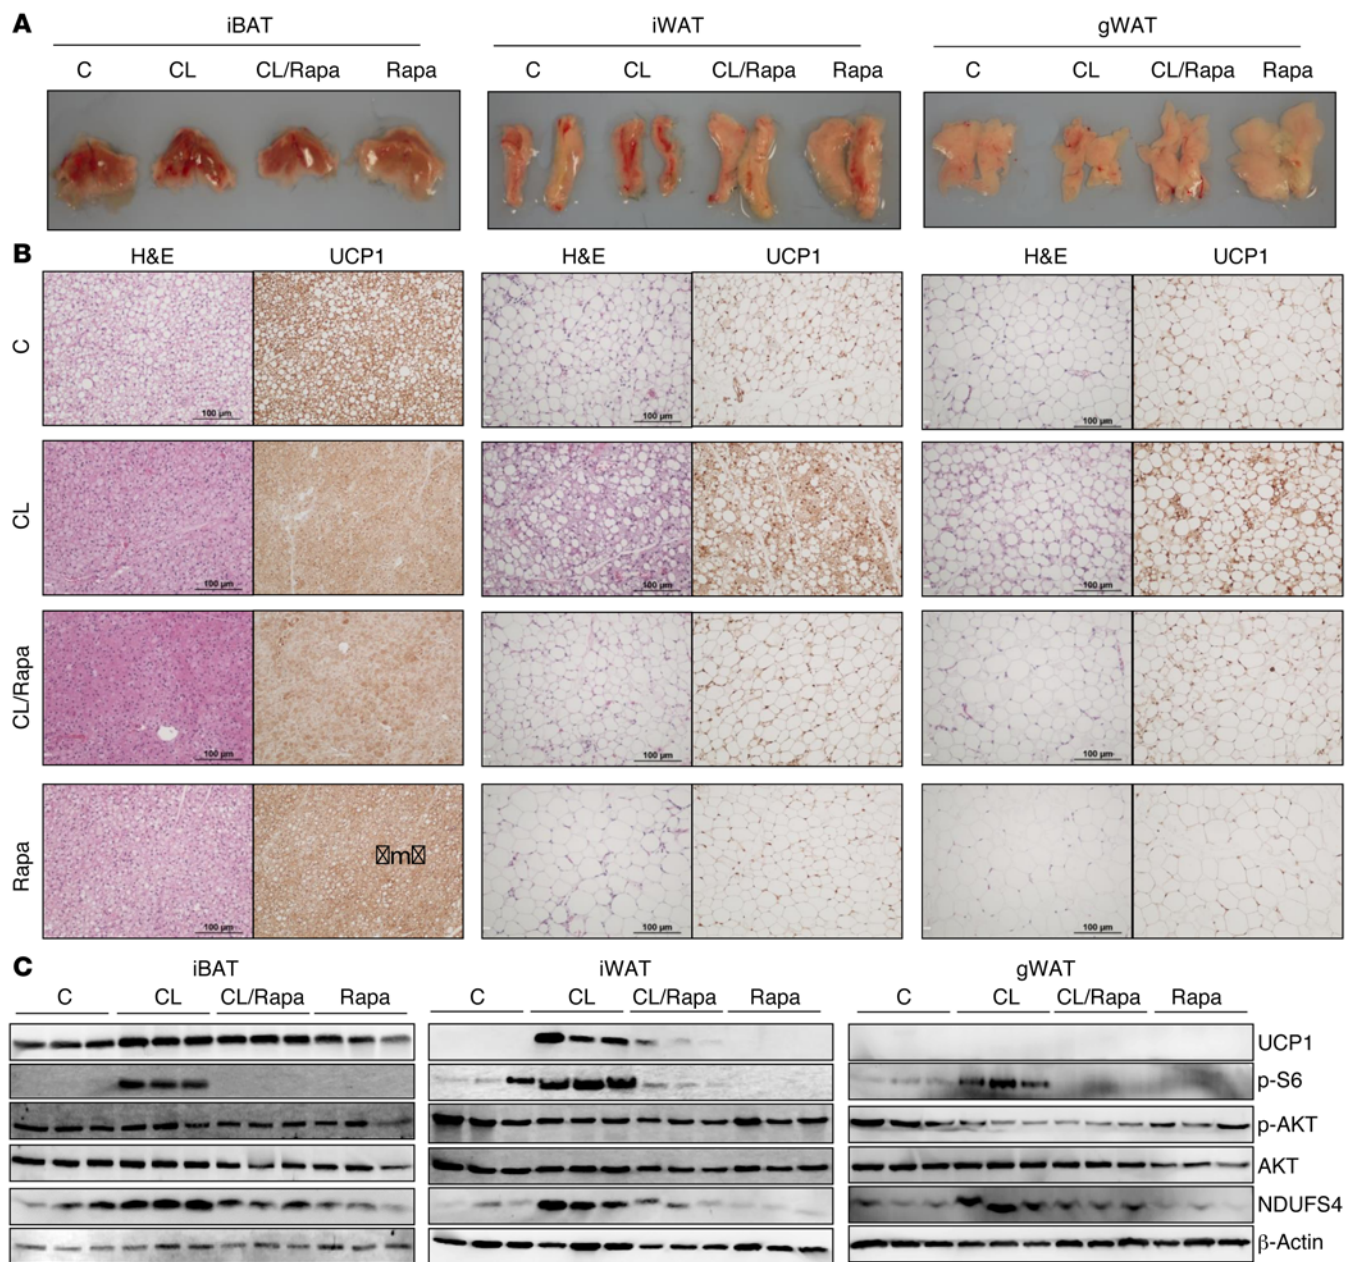 A
iBAT iWAT gWAT
C CL CL/Rapa Rapa C CL CL/Rapa Rapa C CL CL/Rapa Rapa
B
H&E UCP1 H&E UCP1 H&E UCP1
C
100 µm 100 µm 100 µm
CL
100 µm 100 µm 100 µm
CL/Rapa
100 µm 100 µm 100 µm
Rapa
m
100 µm 100 µm 100 µm
C
iBAT iWAT gWAT
C CL CL/Rapa Rapa C CL CL/Rapa Rapa C CL CL/Rapa Rapa
UCP1
p-S6
p-AKT
AKT
NDUFS4
β-Actin